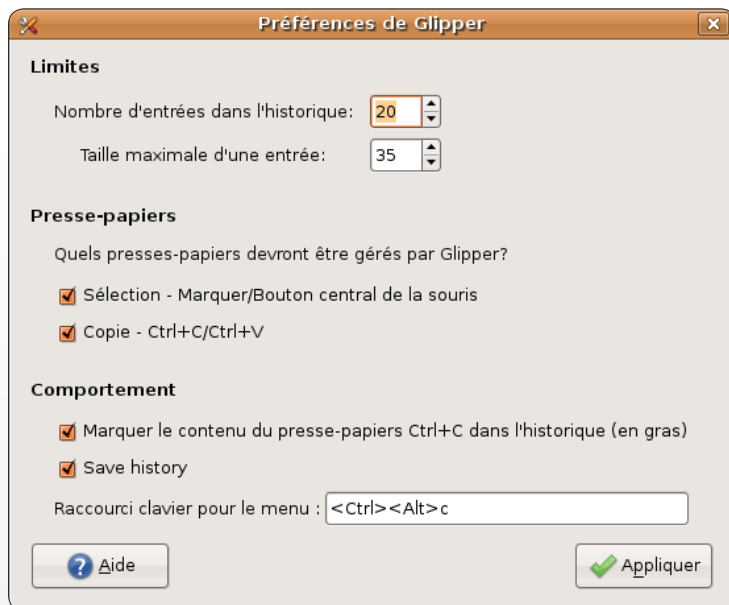 Préférences de Glipper
Limites
Nombre d'entrées dans l'historique: 20
Taille maximale d'une entrée: 35
Presse-papiers
Quels presses-papiers devront être gérés par Glipper?
Sélection - Marquer/Bouton central de la souris
Copie - Ctrl+C/Ctrl+V
Comportement
Marquer le contenu du presse-papiers Ctrl+C dans l'historique (en gras)
Save history
Raccourci clavier pour le menu : <Ctrl><Alt>c
Aide Appliquer